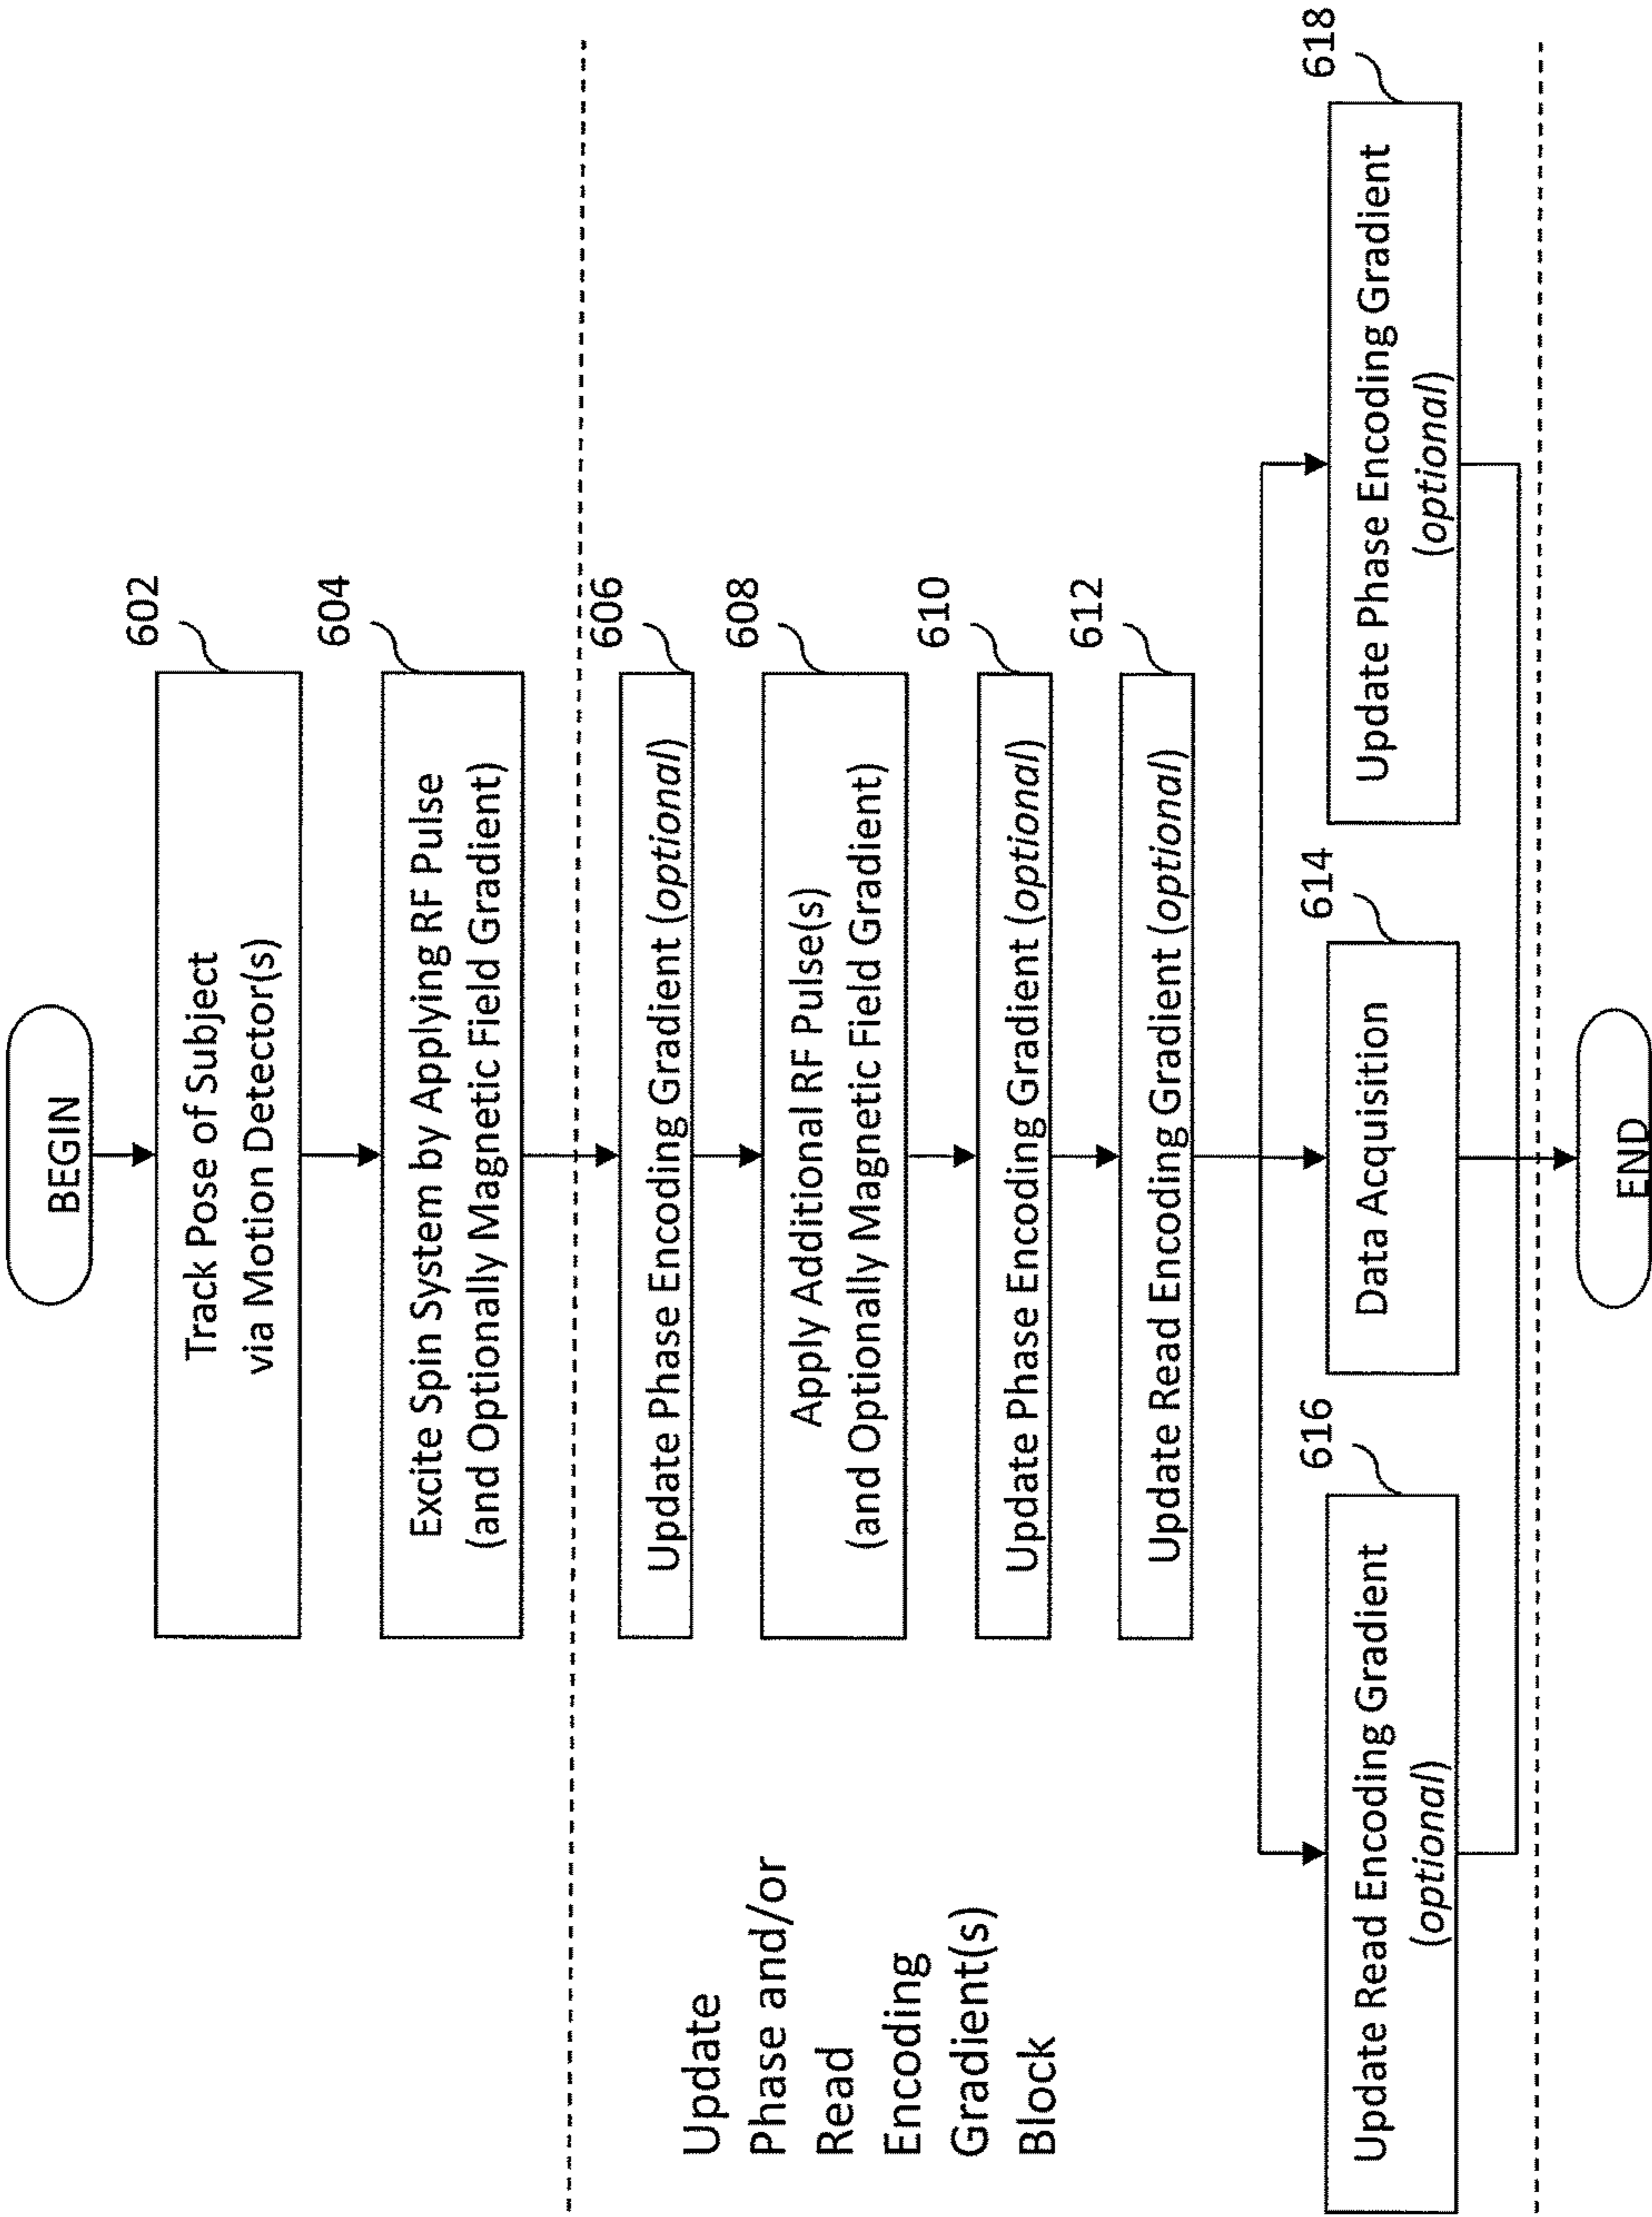 BEGIN
602
Track Pose of Subject
via Motion Detector(s)
604
Excite Spin System by Applying RF Pulse
(and Optionally Magnetic Field Gradient)
Update
Phase and/or
Read
Encoding
Gradient(s)
Block
606
Update Phase Encoding Gradient (optional)
608
Apply Additional RF Pulse(s)
(and Optionally Magnetic Field Gradient)
610
Update Phase Encoding Gradient (optional)
612
Update Read Encoding Gradient (optional)
616
Update Read Encoding Gradient
(optional)
614
Data Acquisition
618
Update Phase Encoding Gradient
(optional)
END